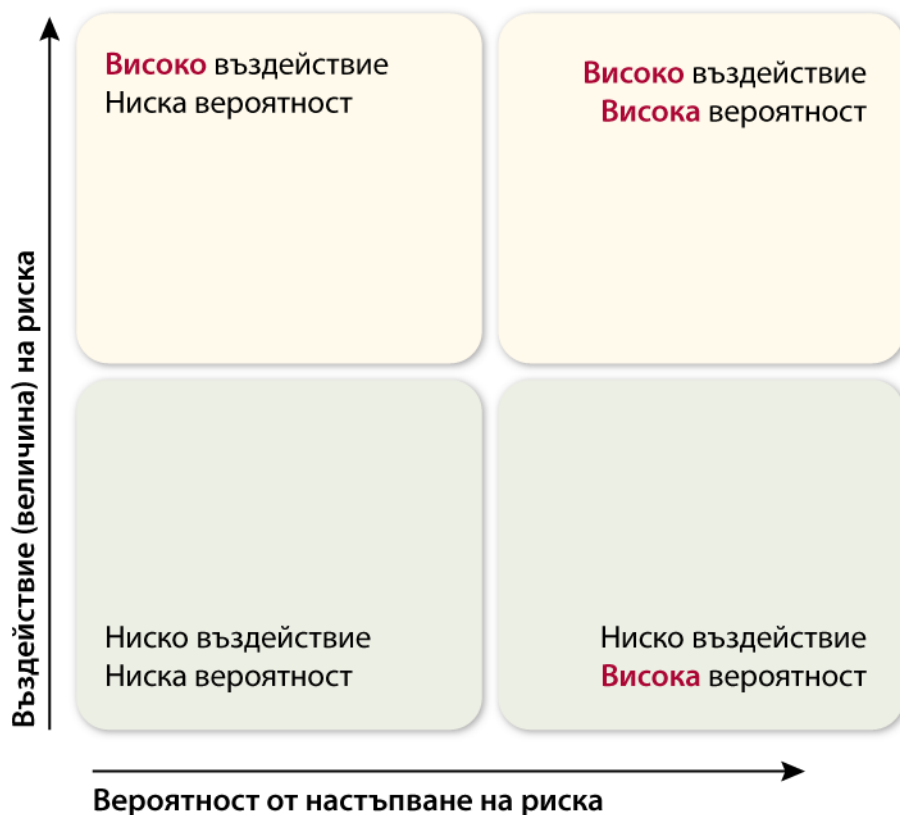 Високо въздействие
Ниска вероятност
Високо въздействие
Висока вероятност
Въздействие (величина) на риска
Ниско въздействие
Ниска вероятност
Ниско въздействие
Висока вероятност
Вероятност от настъпване на риска